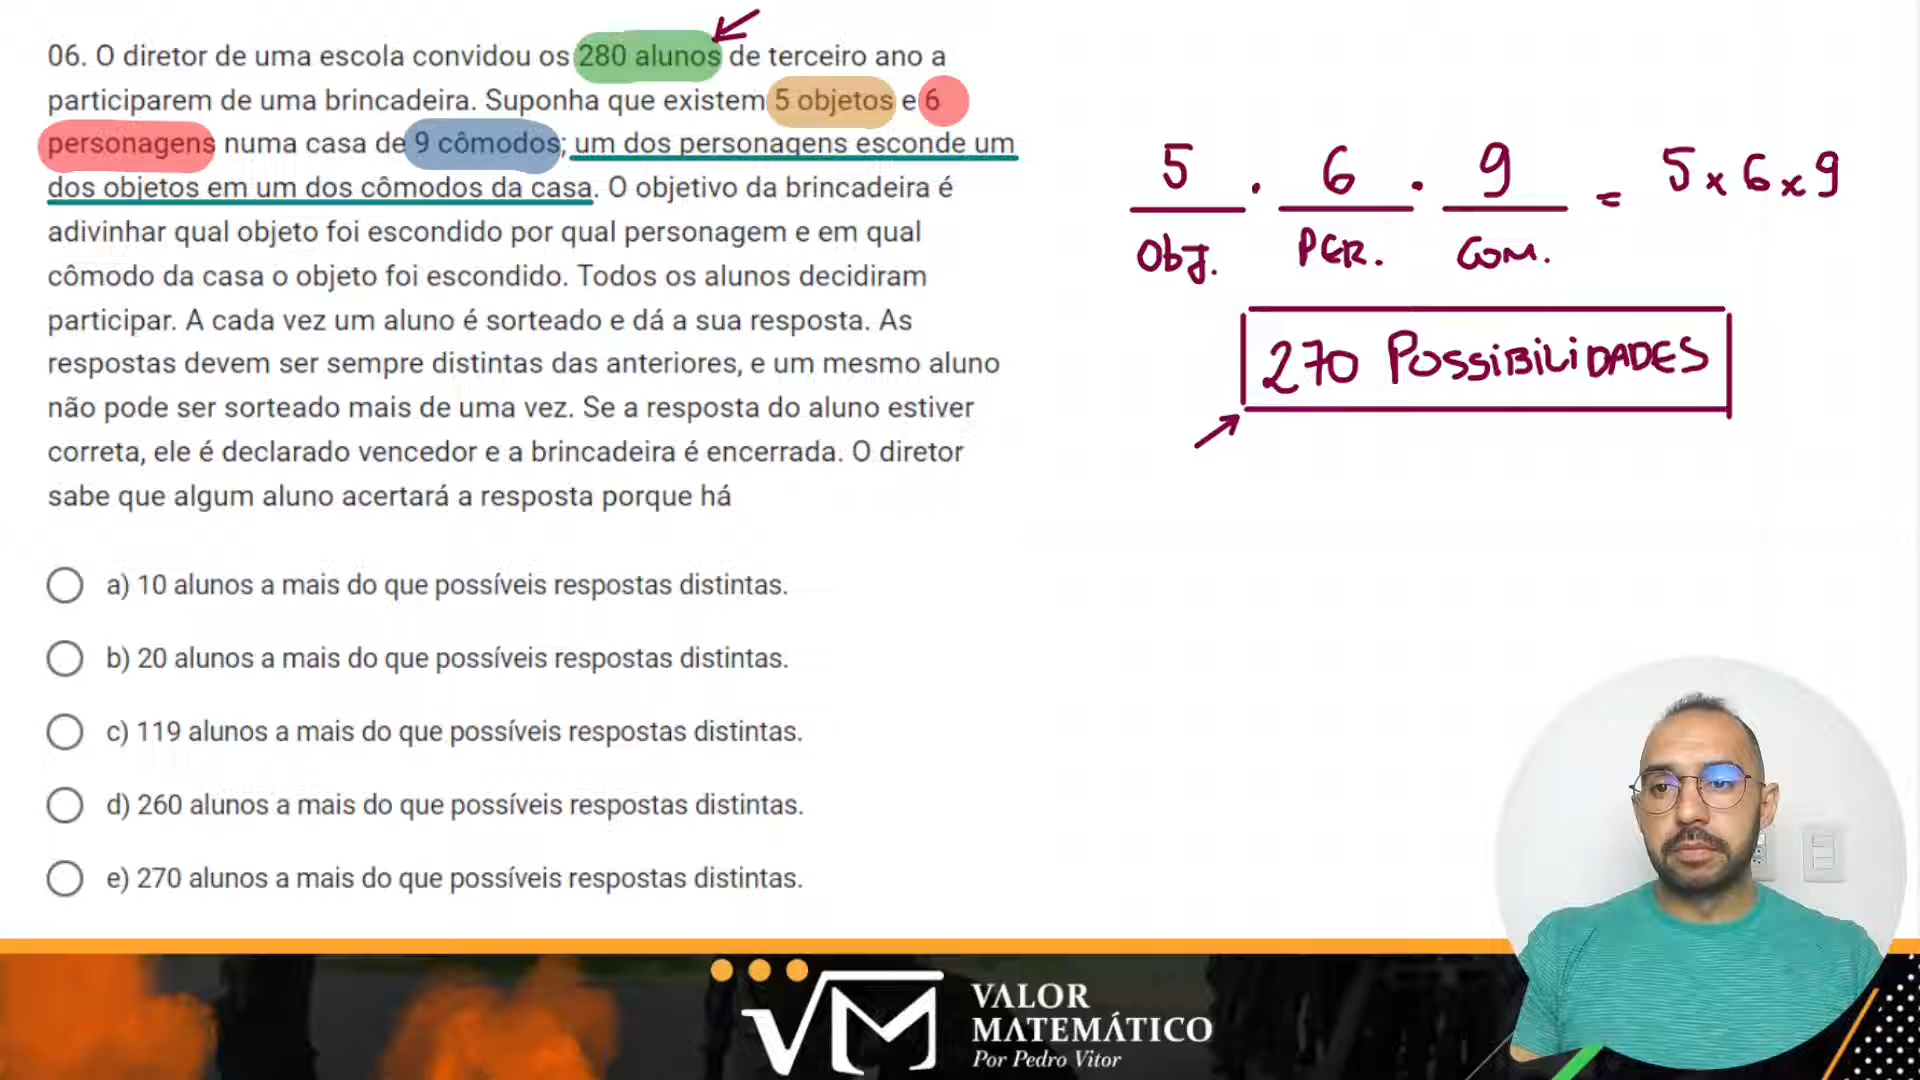 06. O diretor de uma escola convidou os 280 alunos de terceiro ano a
participarem de uma brincadeira. Suponha que existem 5 objetos e 6
personagens numa casa de 9 cômodos; um dos personagens esconde um
dos objetos em um dos cômodos da casa. O objetivo da brincadeira é
adivinhar qual objeto foi escondido por qual personagem e em qual
cômodo da casa o objeto foi escondido. Todos os alunos decidiram
participar. A cada vez um aluno é sorteado e dá a sua resposta. As
respostas devem ser sempre distintas das anteriores, e um mesmo aluno
não pode ser sorteado mais de uma vez. Se a resposta do aluno estiver
correta, ele é declarado vencedor e a brincadeira é encerrada. O diretor
sabe que algum aluno acertará a resposta porque há
a) 10 alunos a mais do que possíveis respostas distintas.
b) 20 alunos a mais do que possíveis respostas distintas.
c) 119 alunos a mais do que possíveis respostas distintas.
d) 260 alunos a mais do que possíveis respostas distintas.
e) 270 alunos a mais do que possíveis respostas distintas.
5 . 6 . 9 = 5 x 6 x 9
Obj. PER. COM.
270 POSSIBILIDADES
VM
VALOR
MATEMÁTICO
Por Pedro Vitor